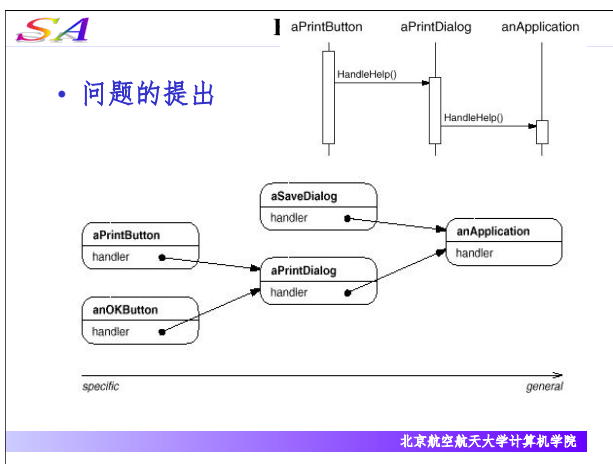 SA
aPrintButton aPrintDialog anApplication
HandleHelp()
HandleHelp()
• 问题的提出
aSaveDialog
handler
aPrintButton
handler
anApplication
handler
aPrintDialog
handler
anOKButton
handler
specific general
北京航空航天大学计算机学院